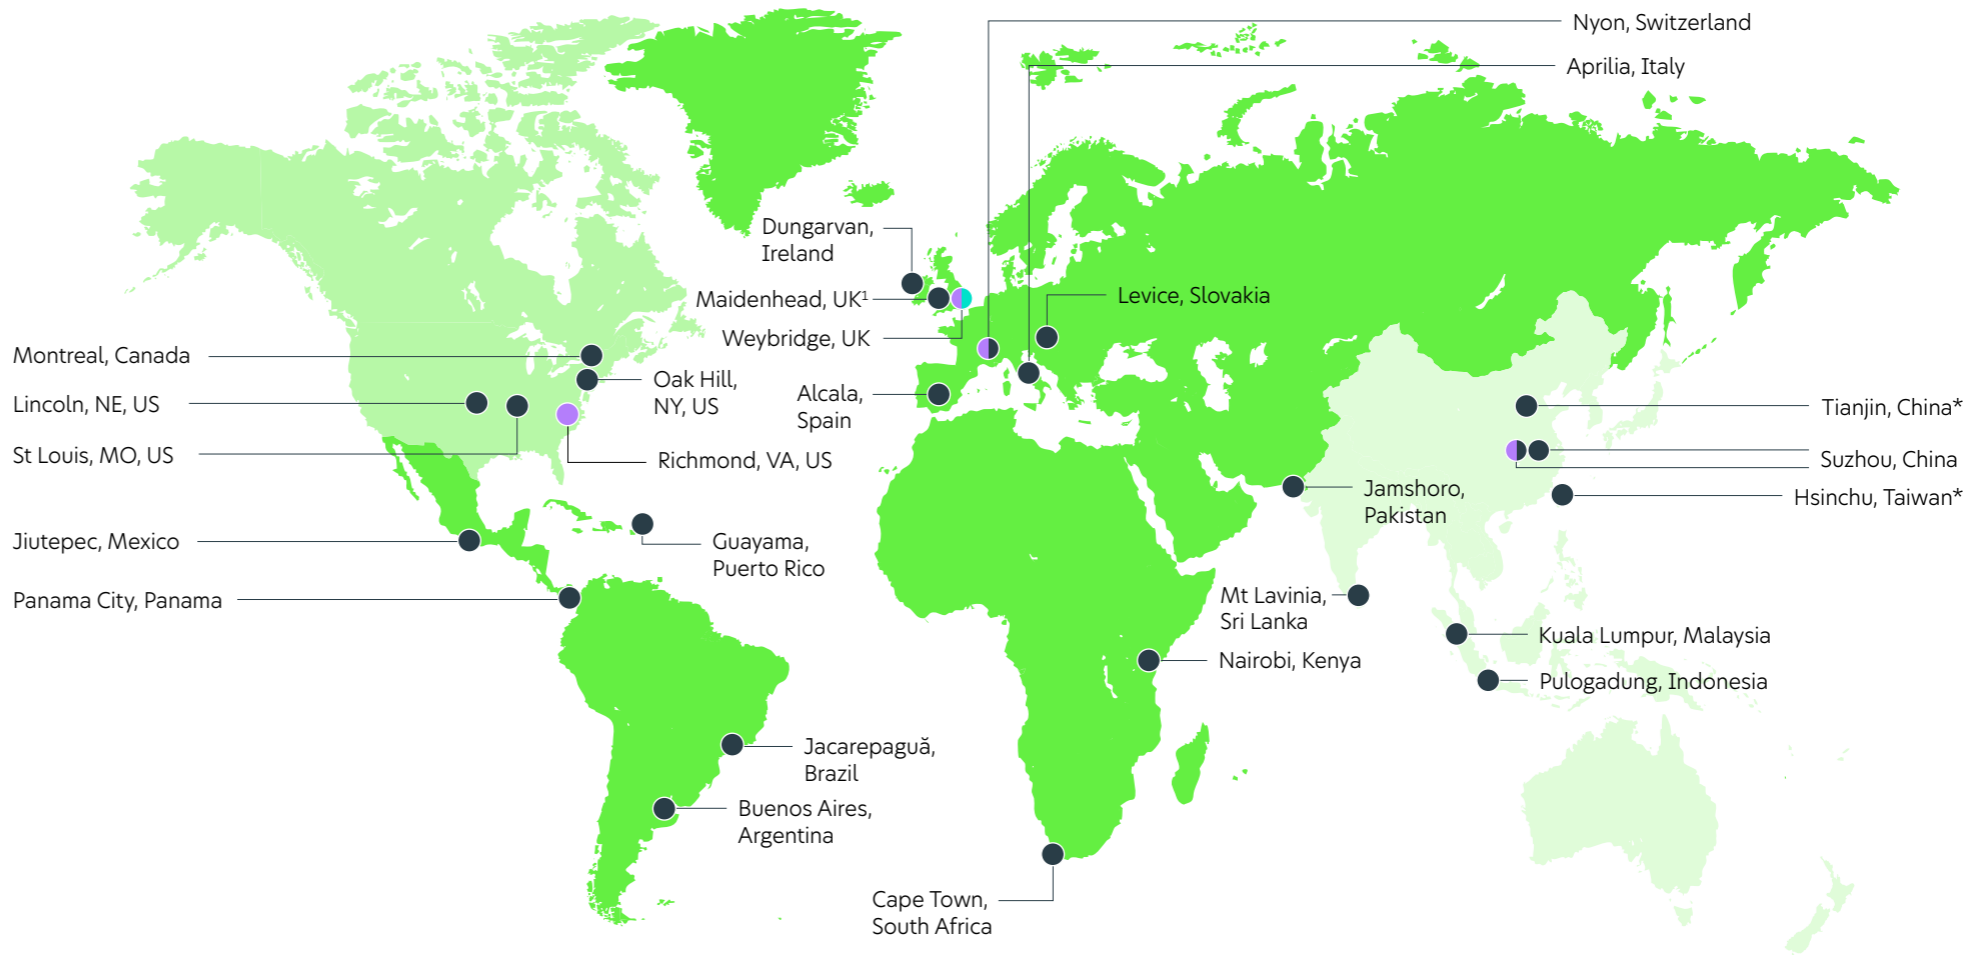 Nyon, Switzerland
Aprilia, Italy
Dungarvan,
Ireland
Maidenhead, UK¹
Levice, Slovakia
Weybridge, UK
Montreal, Canada
Oak Hill,
NY, US
Lincoln, NE, US
Alcala,
Spain
Tianjin, China*
St Louis, MO, US
Richmond, VA, US
Suzhou, China
Jamshoro,
Pakistan
Hsinchu, Taiwan*
Jiutepec, Mexico
Guayama,
Puerto Rico
Panama City, Panama
Mt Lavinia,
Sri Lanka
Kuala Lumpur, Malaysia
Nairobi, Kenya
Pulogadung, Indonesia
Jacarepaguă,
Brazil
Buenos Aires,
Argentina
Cape Town,
South Africa